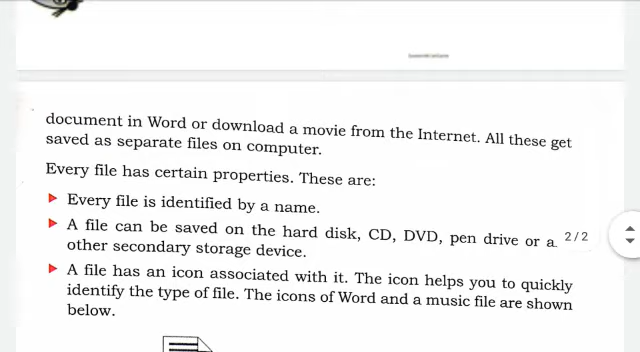 document in Word or download a movie from the Internet. All these get
saved as separate files on computer.
Every file has certain properties. These are:
Every file is identified by a name.
A file can be saved on the hard disk, CD, DVD, pen drive or a
2/2
other secondary storage device.
A file has an icon associated with it. The icon helps you to quickly
identify the type of file. The icons of Word and a music file are shown
below.